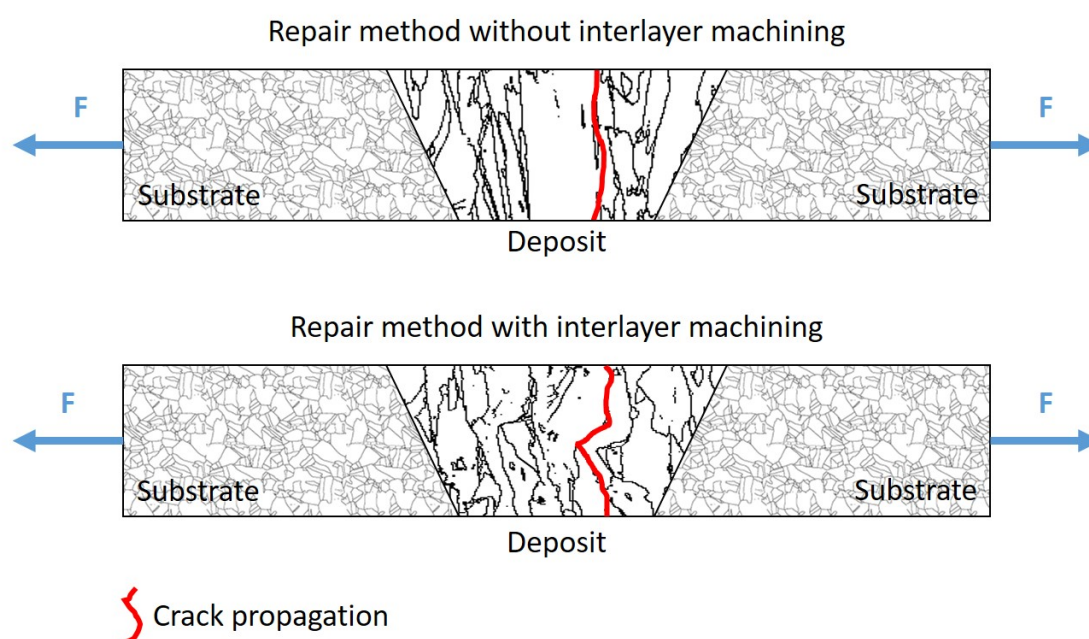 Repair method without interlayer machining
F
F
Substrate
Substrate
Deposit
Repair method with interlayer machining
F
F
Substrate
Substrate
Deposit
Crack propagation